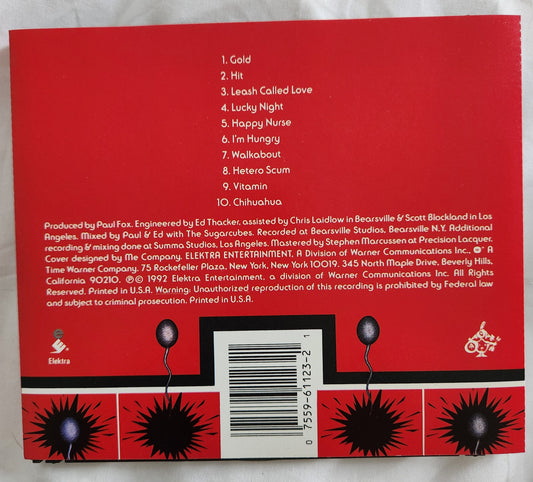 1. Gold
2. Hit
3. Leash Called Love
4. Lucky Night
5. Happy Nurse
6. I'm Hungry
7. Walkabout
8. Hetero Scum
9. Vitamin
10. Chihuahua
Produced by Paul Fox. Engineered by Ed Thacker, assisted by Chris Laidlow in Bearsville & Scott Blockland in Los
Angeles. Mixed by Paul & Ed with The Sugarcubes. Recorded at Bearsville Studios, Bearsville N.Y. Additional
recording & mixing done at Summa Studios, Los Angeles. Mastered by Stephen Marcussen at Precision Lacquer.
Cover designed by Me Company. ELEKTRA ENTERTAINMENT, A Division of Warner Communications Inc., A
Time Warner Company. 75 Rockefeller Plaza, New York, New York 10019. 345 North Maple Drive, Beverly Hills,
California 90210. ℗© 1992 Elektra Entertainment, a division of Warner Communications Inc. All Rights
Reserved. Printed in U.S.A. Warning: Unauthorized reproduction of this recording is prohibited by Federal law
and subject to criminal prosecution. Printed in U.S.A.
Elektra
0 7559-61123-2 1